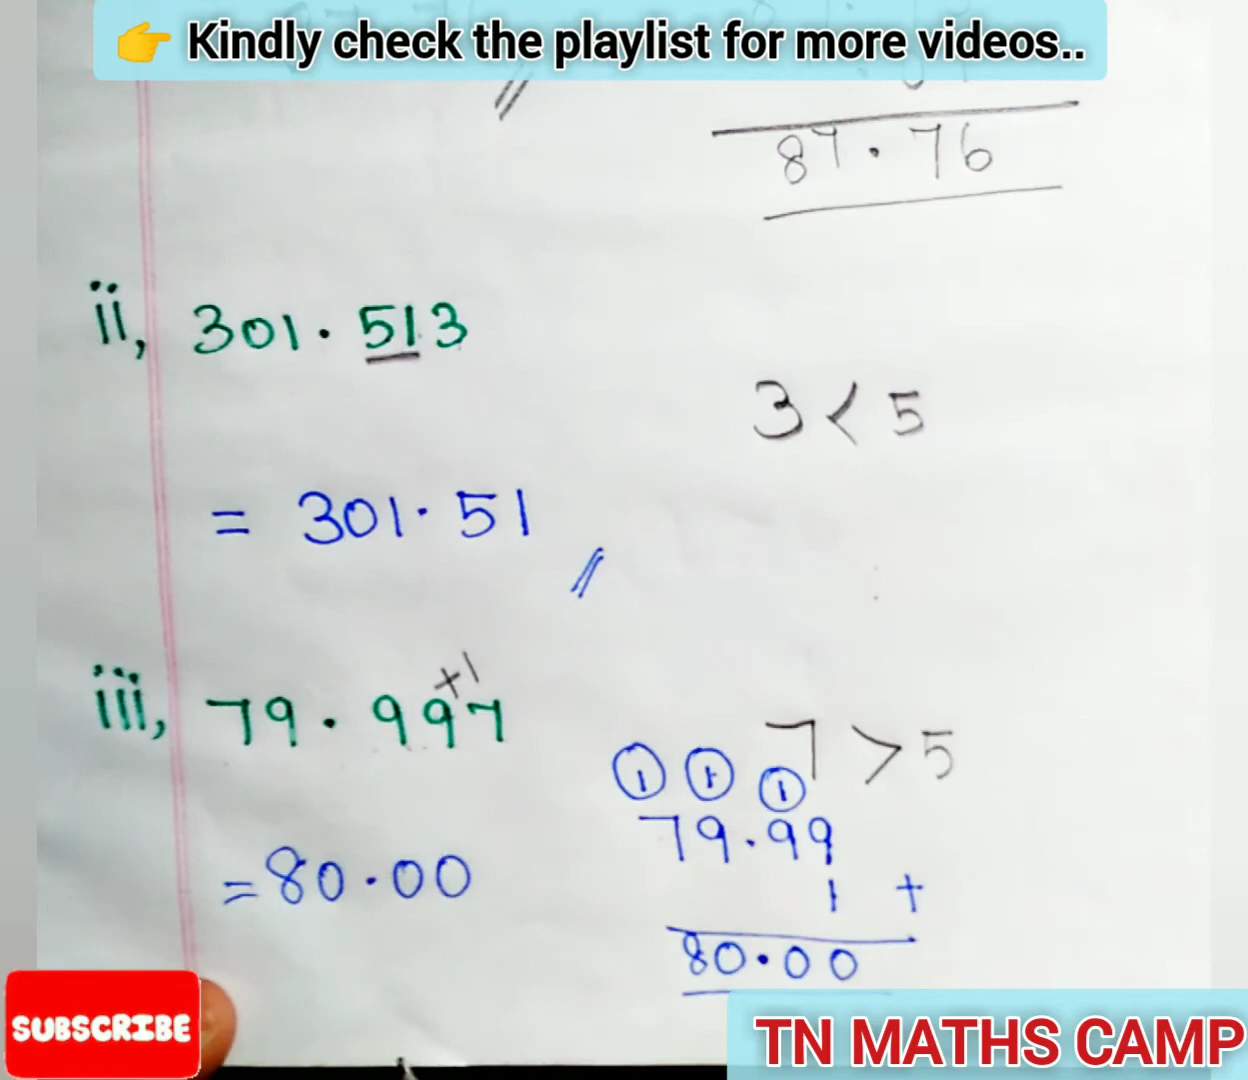 👉 Kindly check the playlist for more videos..
87.76
ii, 301.513
3 < 5
= 301.51 //
+1
iii, 79.997
7 > 5
1 1 1
79.99
1 +
= 80.00
80.00
SUBSCRIBE
TN MATHS CAMP